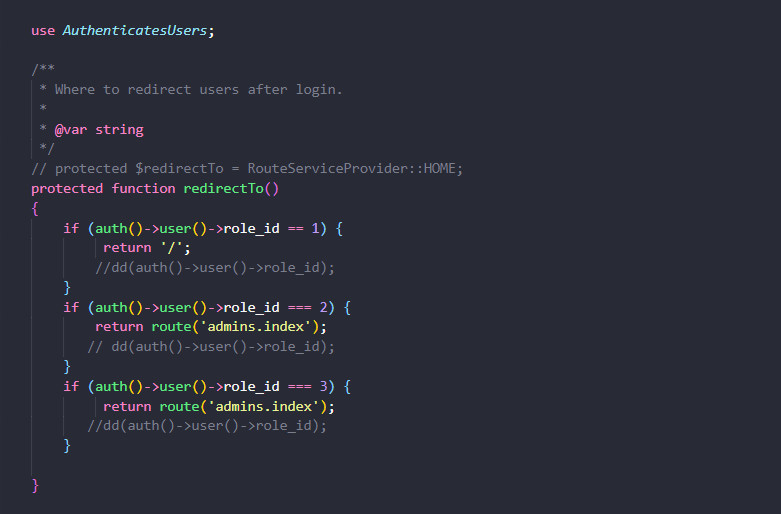 use AuthenticatesUsers;
/**
* Where to redirect users after login.
*
* @var string
*/
// protected $redirectTo = RouteServiceProvider::HOME;
protected function redirectTo()
{
if (auth()->user()->role_id == 1) {
return '/';
//dd(auth()->user()->role_id);
}
if (auth()->user()->role_id === 2) {
return route('admins.index');
// dd(auth()->user()->role_id);
}
if (auth()->user()->role_id === 3) {
return route('admins.index');
//dd(auth()->user()->role_id);
}
}